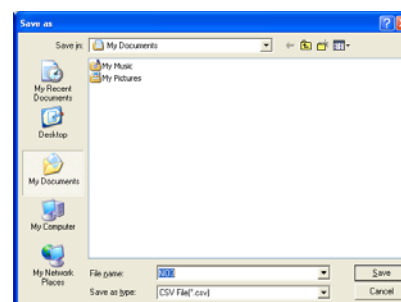 Save as
Save in:
My Documents
My Recent
Documents
Desktop
My Documents
My Computer
My Network
Places
My Music
My Pictures
File name:
Save
Save as type:
CSV File(*.csv)
Cancel